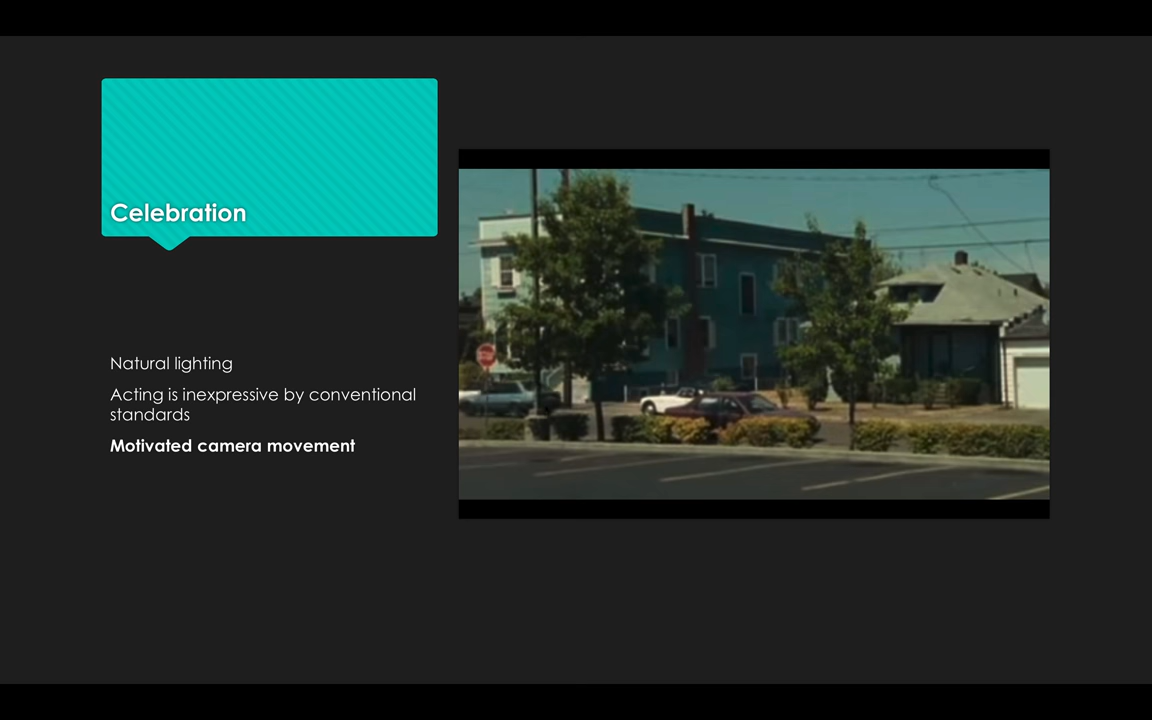 Celebration
Natural lighting
Acting is inexpressive by conventional
standards
Motivated camera movement